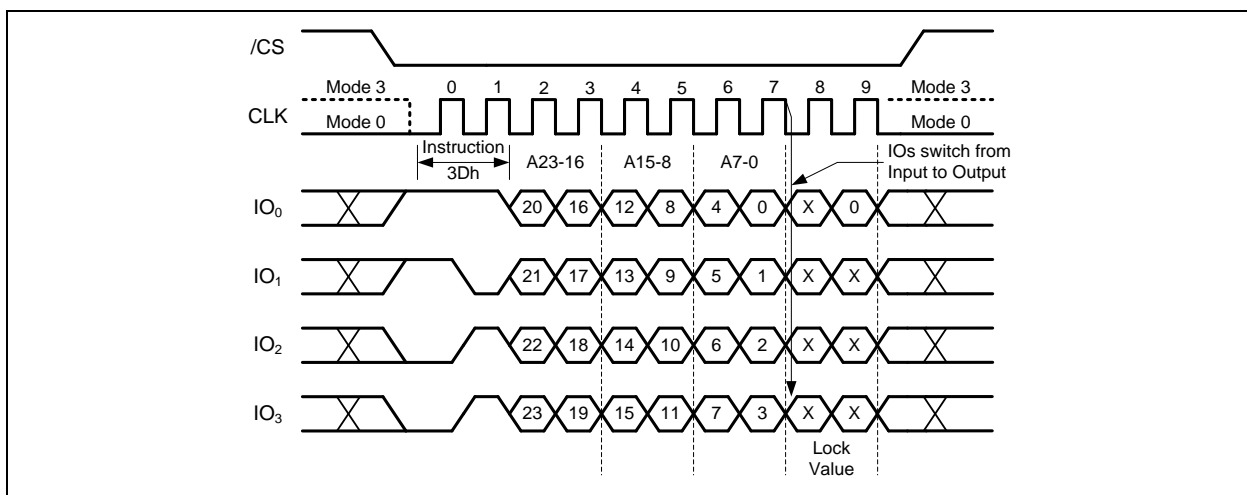 /CS
Mode 3 0 1 2 3 4 5 6 7 8 9 Mode 3
CLK
Mode 0 Mode 0
Instruction A23-16 A15-8 A7-0 IOs switch from
3Dh Input to Output
IO0 20 16 12 8 4 0 X 0
IO1 21 17 13 9 5 1 X X
IO2 22 18 14 10 6 2 X X
IO3 23 19 15 11 7 3 X X
Lock
Value